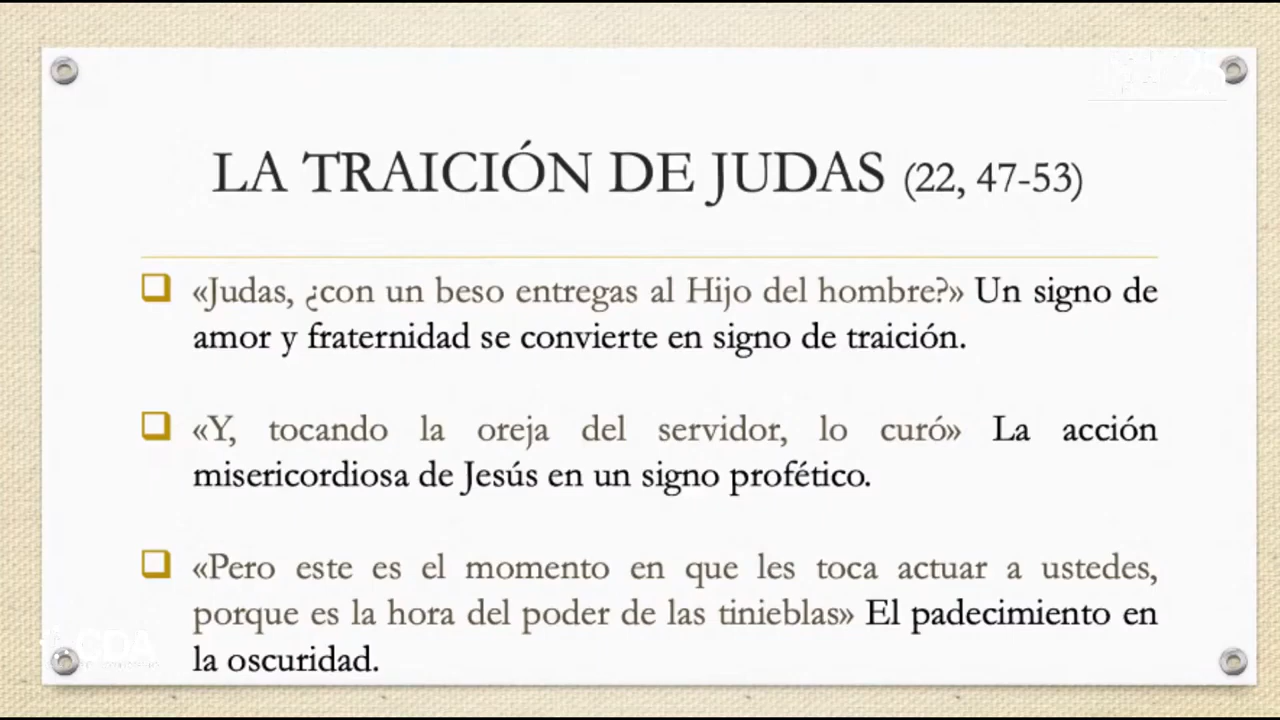 LA TRAICIÓN DE JUDAS (22, 47-53)
«Judas, ¿con un beso entregas al Hijo del hombre?» Un signo de
amor y fraternidad se convierte en signo de traición.
«Y, tocando la oreja del servidor, lo curó» La acción
misericordiosa de Jesús en un signo profético.
«Pero este es el momento en que les toca actuar a ustedes,
porque es la hora del poder de las tinieblas» El padecimiento en
la oscuridad.
CDA